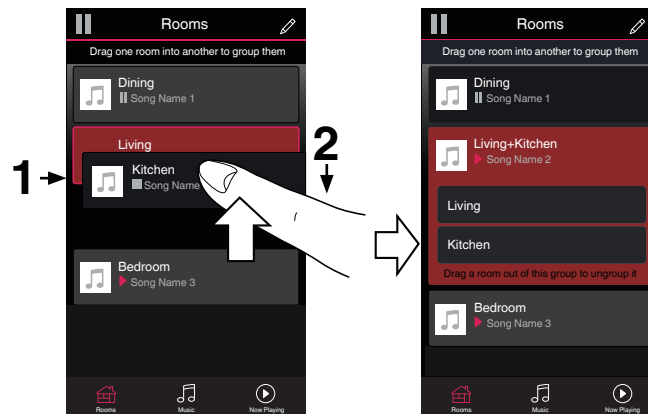 Rooms
Drag one room into another to group them
Dining
Song Name 1
Living
Kitchen
Song Name
Bedroom
Song Name 3
Rooms
Music
Now Playing
1
2
Rooms
Drag one room into another to group them
Dining
Song Name 1
Living+Kitchen
Song Name 2
Living
Kitchen
Drag a room out of this group to ungroup it
Bedroom
Song Name 3
Rooms
Music
Now Playing